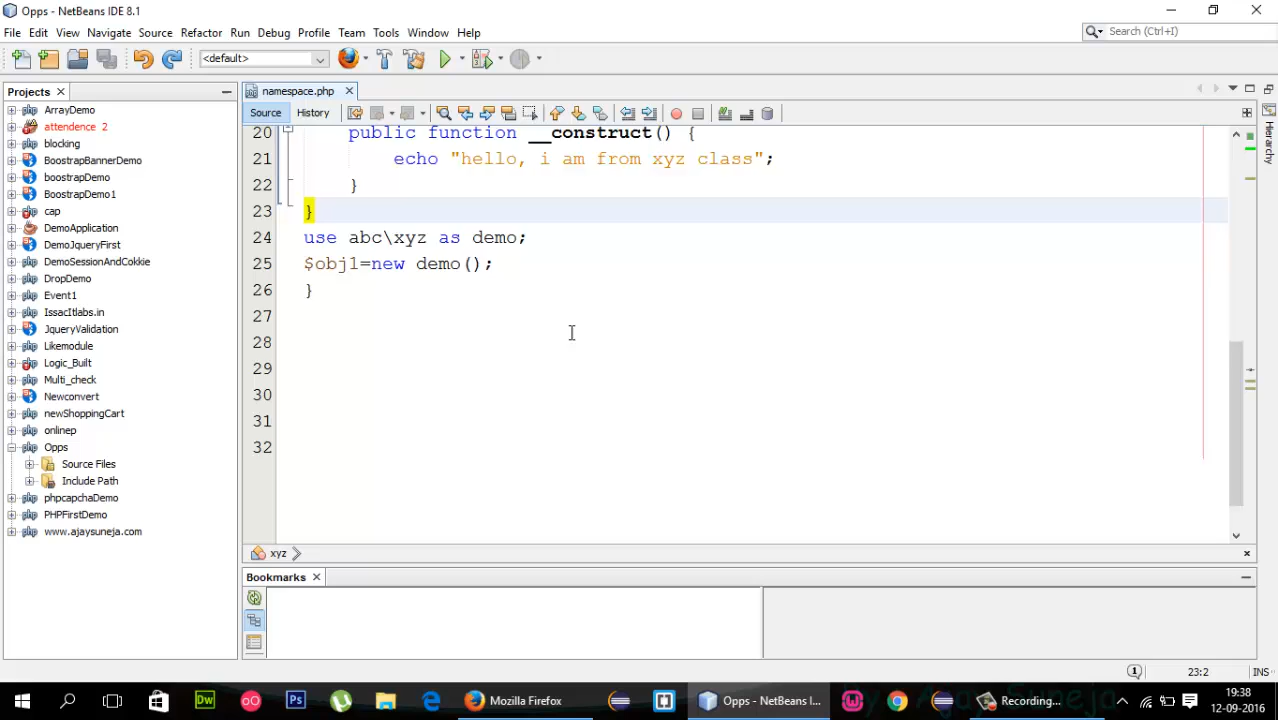 Opps - NetBeans IDE 8.1
File Edit View Navigate Source Refactor Run Debug Profile Team Tools Window Help
Search (Ctrl+I)
<default>
Projects
namespace.php
Source History
ArrayDemo
attendence 2
blocking
BoostrapBannerDemo
boostrapDemo
BoostrapDemo1
cap
DemoApplication
DemoJqueryFirst
DemoSessionAndCokkie
DropDemo
Event1
IssacItlabs.in
JqueryValidation
Likemodule
Logic_Built
Multi_check
Newconvert
newShoppingCart
onlinep
Opps
Source Files
Include Path
phpcapchaDemo
PHPFirstDemo
www.ajaysuneja.com
20 public function __construct() {
21 echo "hello, i am from xyz class";
22 }
23 }
24 use abc\xyz as demo;
25 $obj1=new demo();
26 }
27
28
29
30
31
32
Hierarchy
xyz
Bookmarks
1 23:2 INS
Mozilla Firefox
Opps - NetBeans I...
Recording...
19:38
12-09-2016